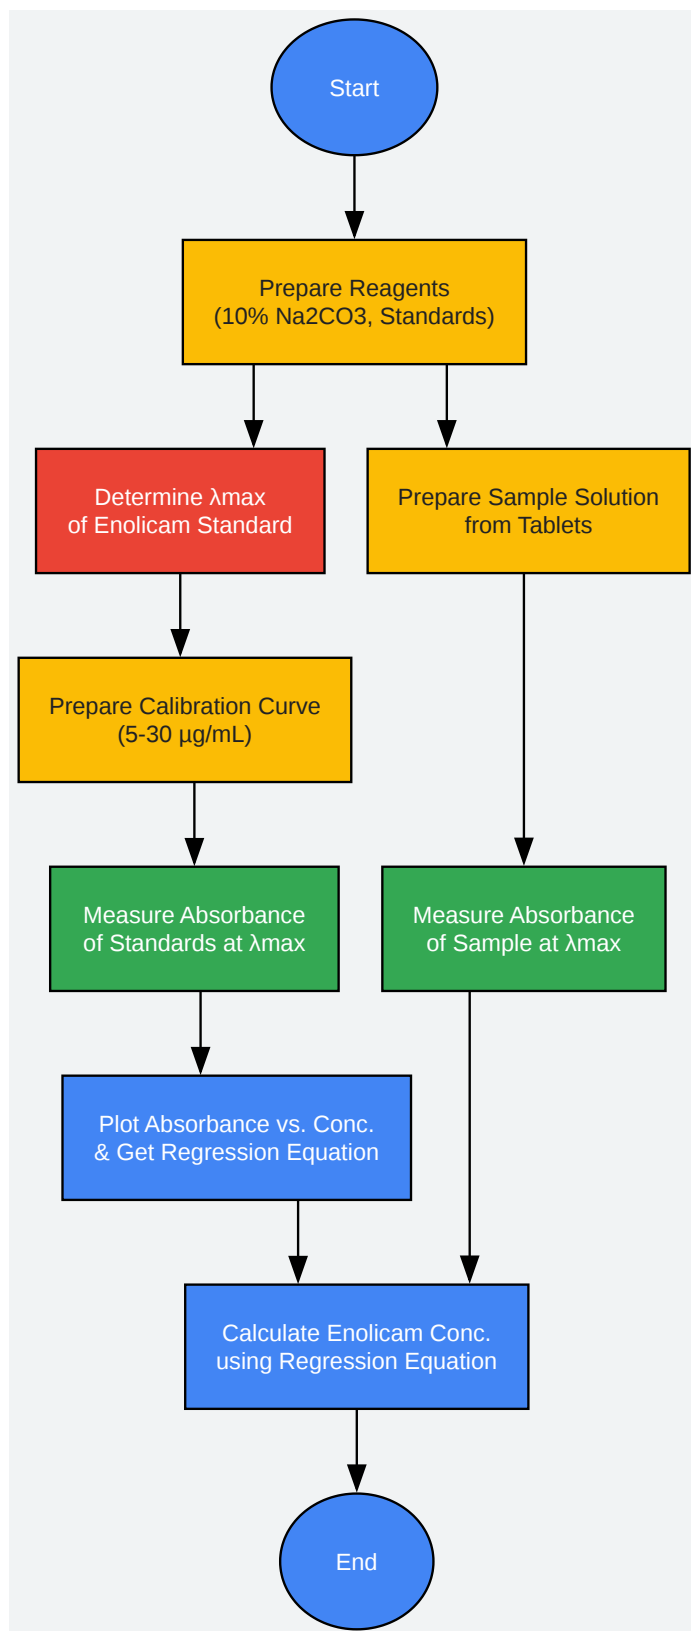 Start
Prepare Reagents
(10% Na2CO3, Standards)
Determine λmax
of Enolicam Standard
Prepare Sample Solution
from Tablets
Prepare Calibration Curve
(5-30 µg/mL)
Measure Absorbance
of Standards at λmax
Measure Absorbance
of Sample at λmax
Plot Absorbance vs. Conc.
& Get Regression Equation
Calculate Enolicam Conc.
using Regression Equation
End